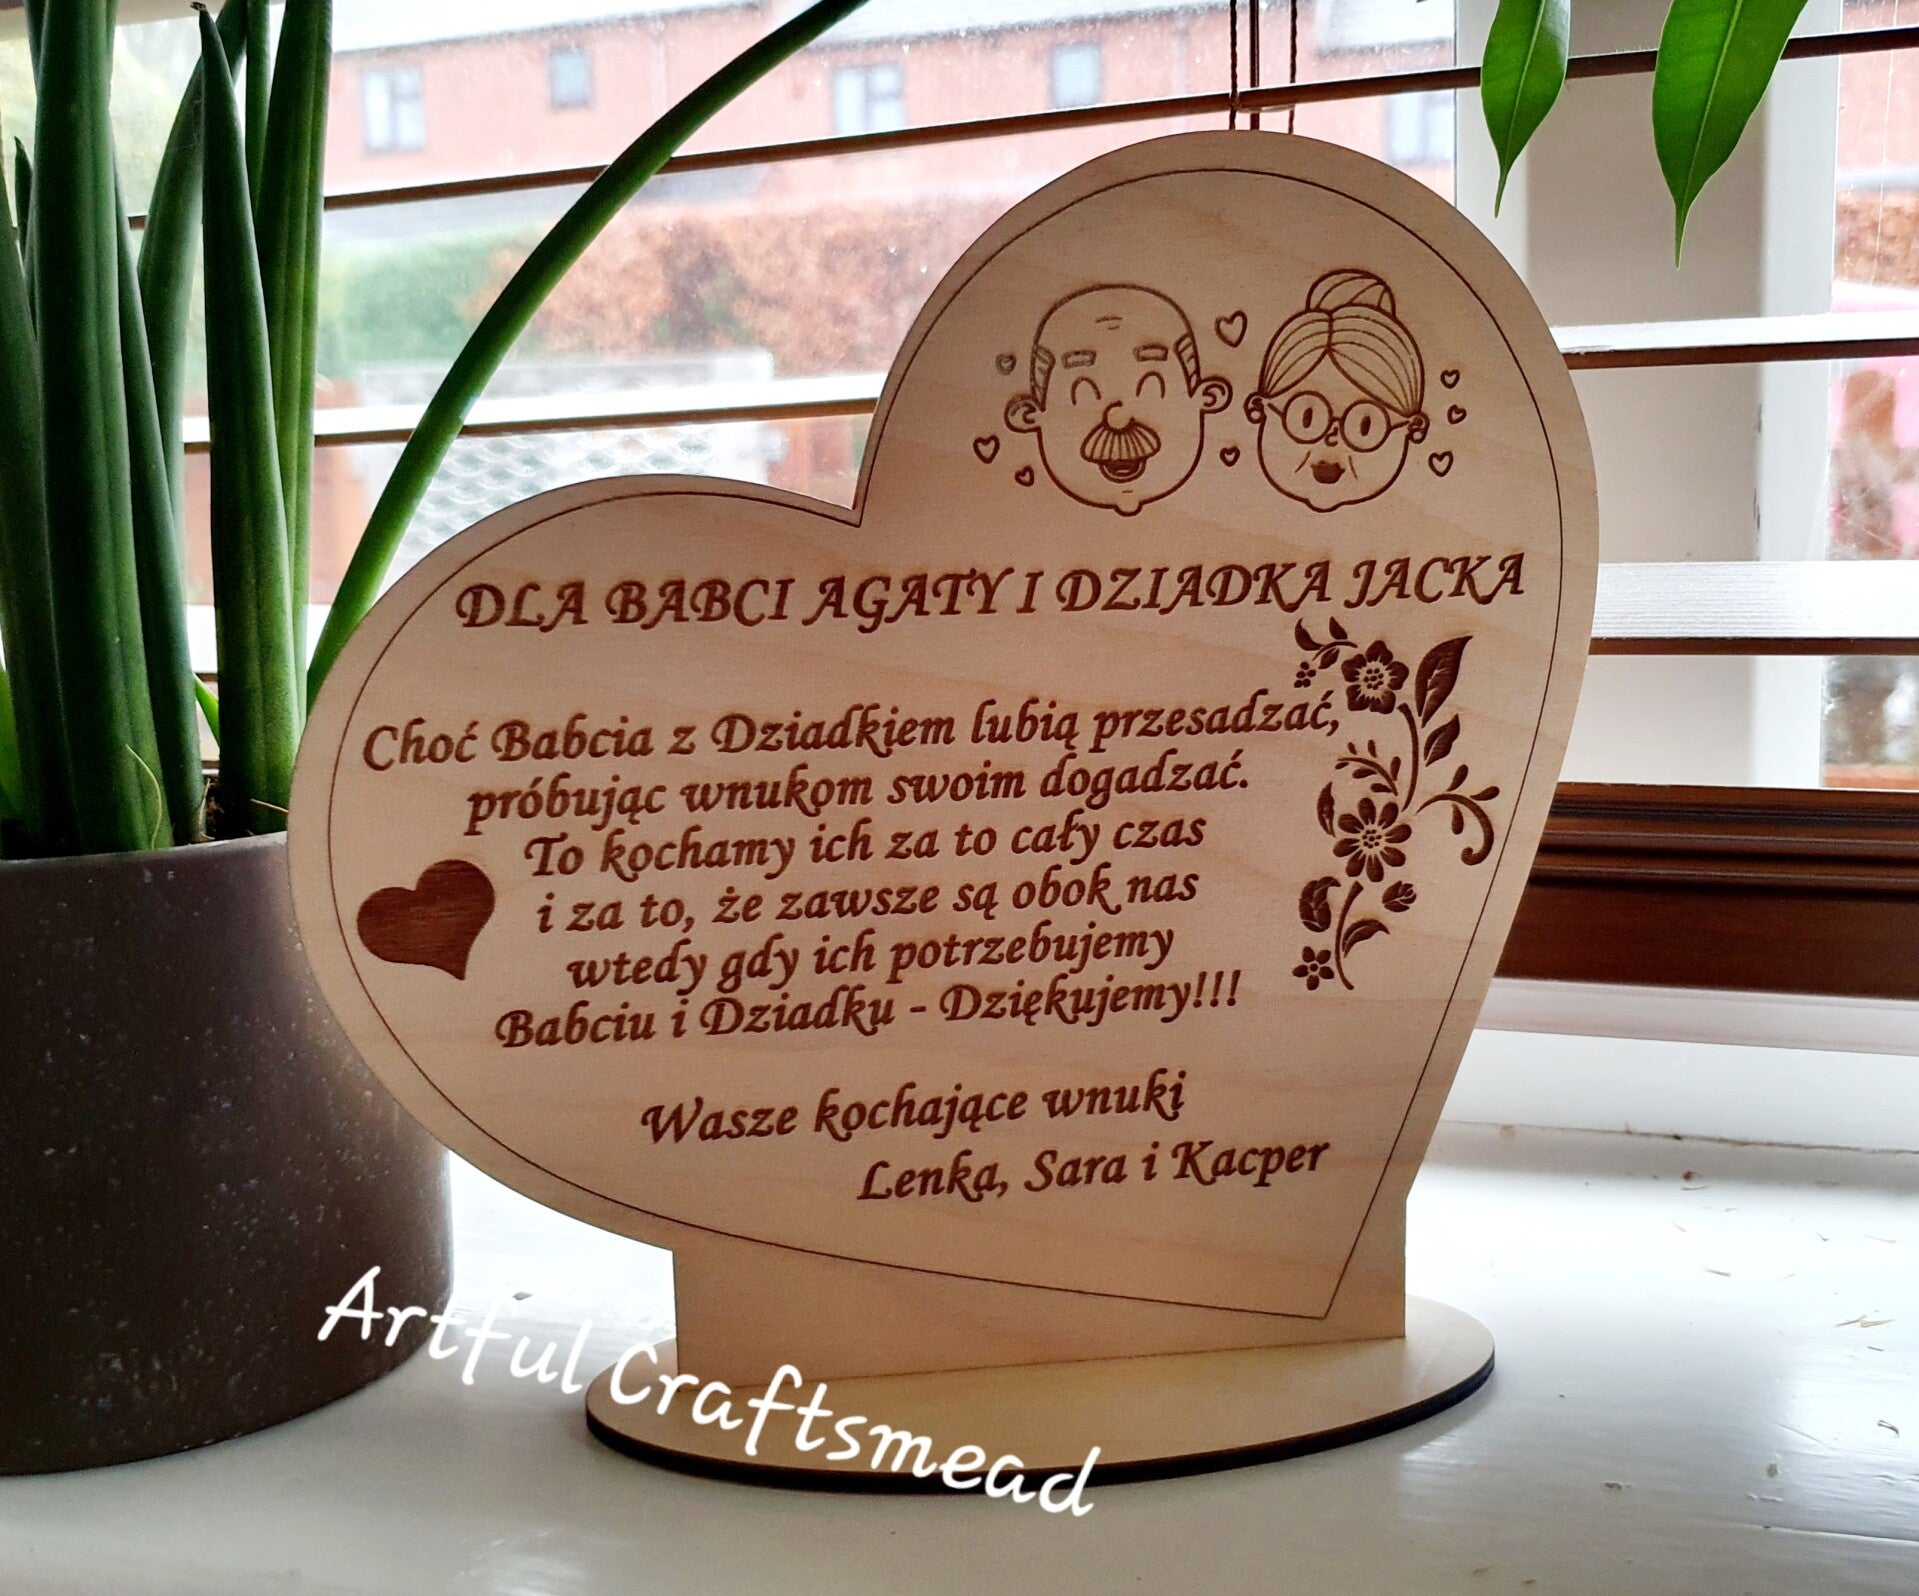 DLA BABCI AGATY I DZIADKA JACKA
Choć Babcia z Dziadkiem lubią przesadzać,
próbując wnukom swoim dogadzać.
To kochamy ich za to cały czas
i za to, że zawsze są obok nas
wtedy gdy ich potrzebujemy
Babciu i Dziadku - Dziękujemy!!!
Wasze kochające wnuki
Lenka, Sara i Kacper
Artful Craftsmead